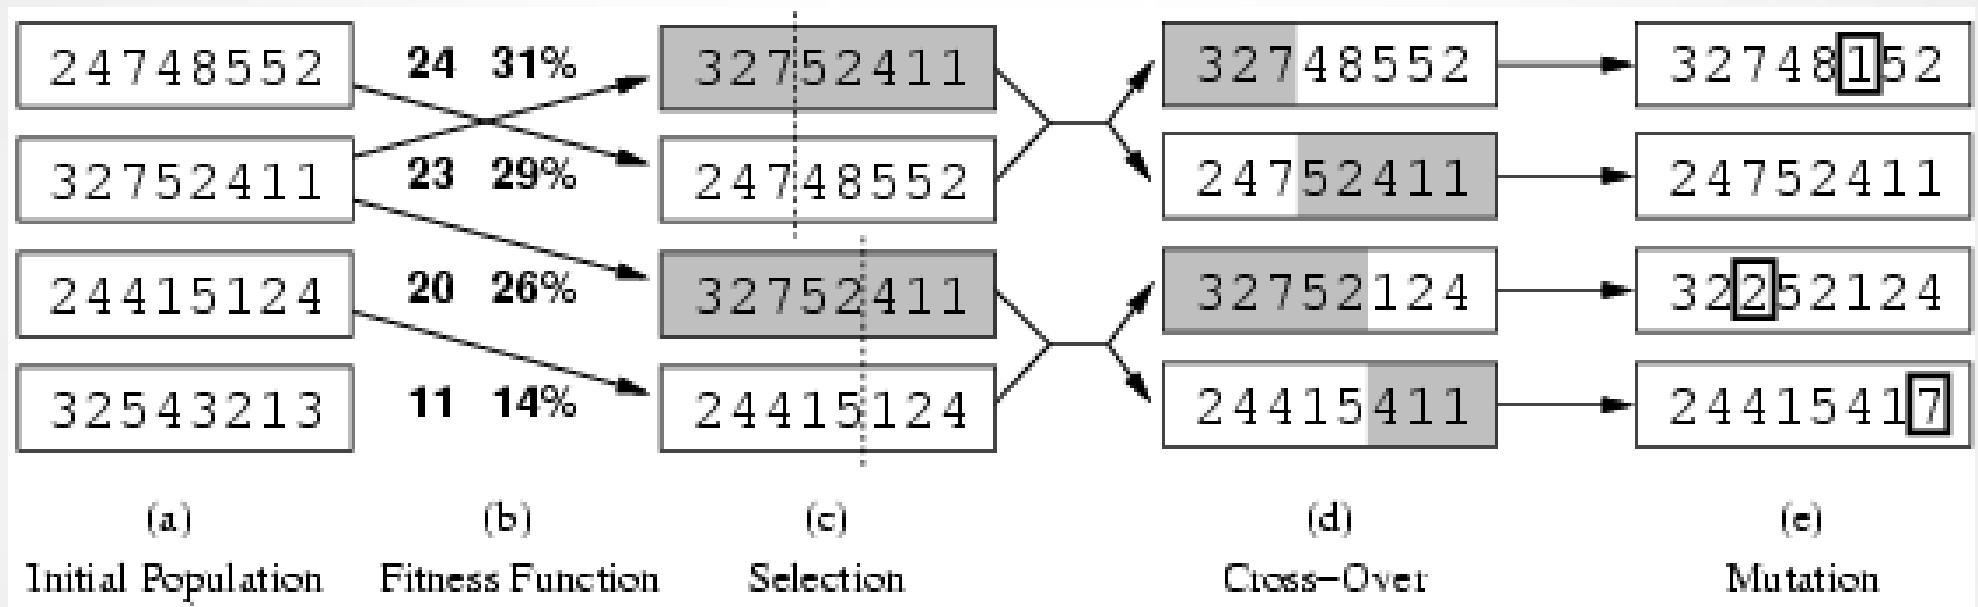 24748552 24 31% 32752411 32748552 32748152
32752411 23 29% 24748552 24752411 24752411
24415124 20 26% 32752411 32752124 32252124
32543213 11 14% 24415124 24415411 24415417
(a) (b) (c) (d) (e)
Initial Population Fitness Function Selection Cross-Over Mutation